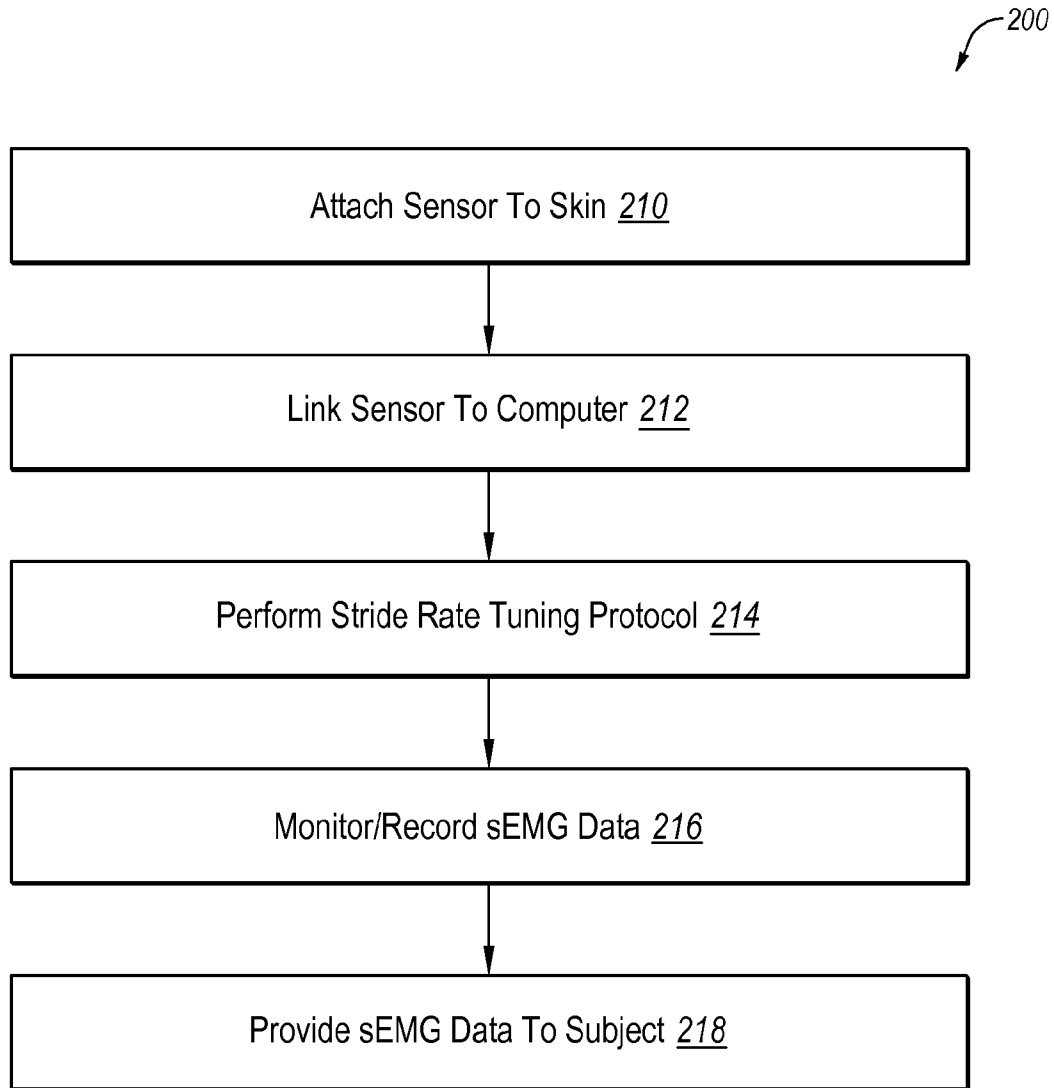 200
Attach Sensor To Skin 210
Link Sensor To Computer 212
Perform Stride Rate Tuning Protocol 214
Monitor/Record sEMG Data 216
Provide sEMG Data To Subject 218